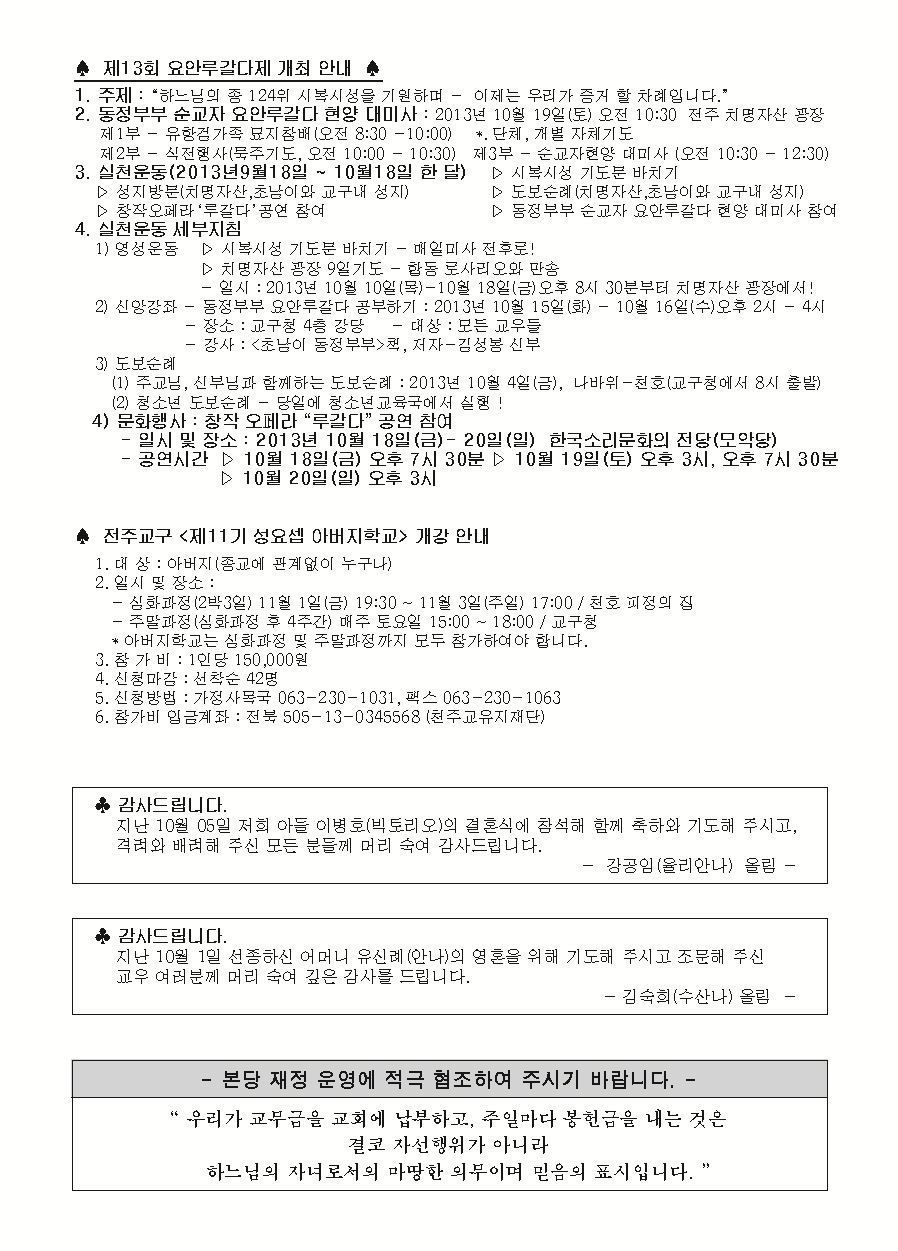 ♠ 제13회 요안루갈다제 개최 안내 ♠
1. 주제 : “하느님의 종 124위 시복시성을 기원하며 - 이제는 우리가 증거 할 차례입니다.”
2. 동정부부 순교자 요안루갈다 현양 대미사 : 2013년 10월 19일(토) 오전 10:30 전주 치명자산 광장
제1부 - 유항검가족 묘지참배(오전 8:30 -10:00) *. 단체, 개별 자체기도
제2부 - 식전행사(묵주기도, 오전 10:00 - 10:30) 제3부 - 순교자현양 대미사 (오전 10:30 - 12:30)
3. 실천운동(2013년9월18일 ~ 10월18일 한 달) ▷ 시복시성 기도문 바치기
▷ 성지방문(치명자산,초남이와 교구내 성지) ▷ 도보순례(치명자산,초남이와 교구내 성지)
▷ 창작오페라 ‘루갈다’ 공연 참여 ▷ 동정부부 순교자 요안루갈다 현양 대미사 참여
4. 실천운동 세부지침
1) 영성운동 ▷ 시복시성 기도문 바치기 - 매일미사 전후로!
▷ 치명자산 광장 9일기도 - 합동 로사리오와 만송
- 일시 : 2013년 10월 10일(목)-10월 18일(금)오후 8시 30분부터 치명자산 광장에서!
2) 신앙강좌 - 동정부부 요안루갈다 공부하기 : 2013년 10월 15일(화) - 10월 16일(수)오후 2시 - 4시
- 장소 : 교구청 4층 강당 - 대상 : 모든 교우들
- 강사 : <초남이 동정부부>책, 저자-김성봉 신부
3) 도보순례
(1) 주교님, 신부님과 함께하는 도보순례 : 2013년 10월 4일(금), 나바위-천호(교구청에서 8시 출발)
(2) 청소년 도보순례 - 당일에 청소년교육국에서 실행 !
4) 문화행사 : 창작 오페라 “루갈다” 공연 참여
- 일시 및 장소 : 2013년 10월 18일(금)- 20일(일) 한국소리문화의 전당(모악당)
- 공연시간 ▷ 10월 18일(금) 오후 7시 30분 ▷ 10월 19일(토) 오후 3시, 오후 7시 30분
▷ 10월 20일(일) 오후 3시
♠ 전주교구 <제11기 성요셉 아버지학교> 개강 안내
1. 대 상 : 아버지(종교에 관계없이 누구나)
2. 일시 및 장소 :
- 심화과정(2박3일) 11월 1일(금) 19:30 ~ 11월 3일(주일) 17:00 / 천호 피정의 집
- 주말과정(심화과정 후 4주간) 매주 토요일 15:00 ~ 18:00 / 교구청
* 아버지학교는 심화과정 및 주말과정까지 모두 참가하여야 합니다.
3. 참 가 비 : 1인당 150,000원
4. 신청마감 : 선착순 42명
5. 신청방법 : 가정사목국 063-230-1031, 팩스 063-230-1063
6. 참가비 입금계좌 : 전북 505-13-0345568 (천주교유지재단)
♣ 감사드립니다.
지난 10월 05일 저희 아들 이병호(빅토리오)의 결혼식에 참석해 함께 축하와 기도해 주시고,
격려와 배려해 주신 모든 분들께 머리 숙여 감사드립니다.
- 강공임(율리안나) 올림 -
♣ 감사드립니다.
지난 10월 1일 선종하신 어머니 유신례(안나)의 영혼을 위해 기도해 주시고 조문해 주신
교우 여러분께 머리 숙여 깊은 감사를 드립니다.
- 김숙희(수산나) 올림 -
- 본당 재정 운영에 적극 협조하여 주시기 바랍니다. -
“ 우리가 교무금을 교회에 납부하고, 주일마다 봉헌금을 내는 것은
결코 자선행위가 아니라
하느님의 자녀로서의 마땅한 의무이며 믿음의 표시입니다. ”